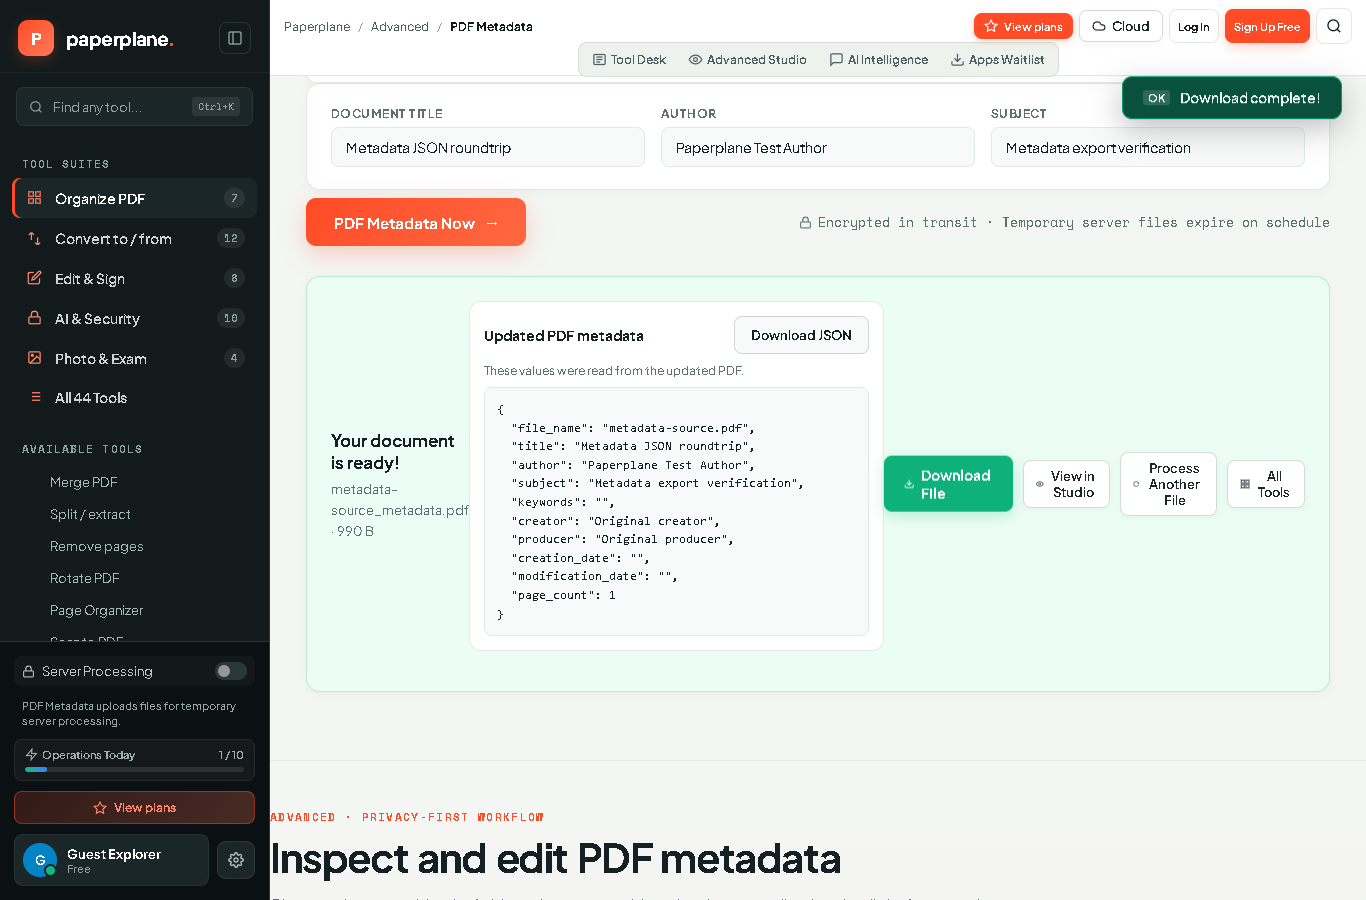 P paperplane.
Find any tool... Ctrl+K
TOOL SUITES
Organize PDF 7
Convert to / from 12
Edit & Sign 8
AI & Security 10
Photo & Exam 4
All 44 Tools
AVAILABLE TOOLS
Merge PDF
Split / extract
Remove pages
Rotate PDF
Page Organizer
Server Processing
PDF Metadata uploads files for temporary
server processing.
Operations Today 1 / 10
View plans
G Guest Explorer
Free
Paperplane / Advanced / PDF Metadata
View plans Cloud Log In Sign Up Free
Tool Desk Advanced Studio AI Intelligence Apps Waitlist
OK Download complete!
DOCUMENT TITLE AUTHOR SUBJECT
Metadata JSON roundtrip Paperplane Test Author Metadata export verification
PDF Metadata Now → Encrypted in transit · Temporary server files expire on schedule
Your document
is ready!
metadata-
source_metadata.pdf
· 990 B
Updated PDF metadata Download JSON
These values were read from the updated PDF.
{
"file_name": "metadata-source.pdf",
"title": "Metadata JSON roundtrip",
"author": "Paperplane Test Author",
"subject": "Metadata export verification",
"keywords": "",
"creator": "Original creator",
"producer": "Original producer",
"creation_date": "",
"modification_date": "",
"page_count": 1
}
Download
File
View in
Studio
Process
Another
File
All
Tools
ADVANCED · PRIVACY-FIRST WORKFLOW
Inspect and edit PDF metadata